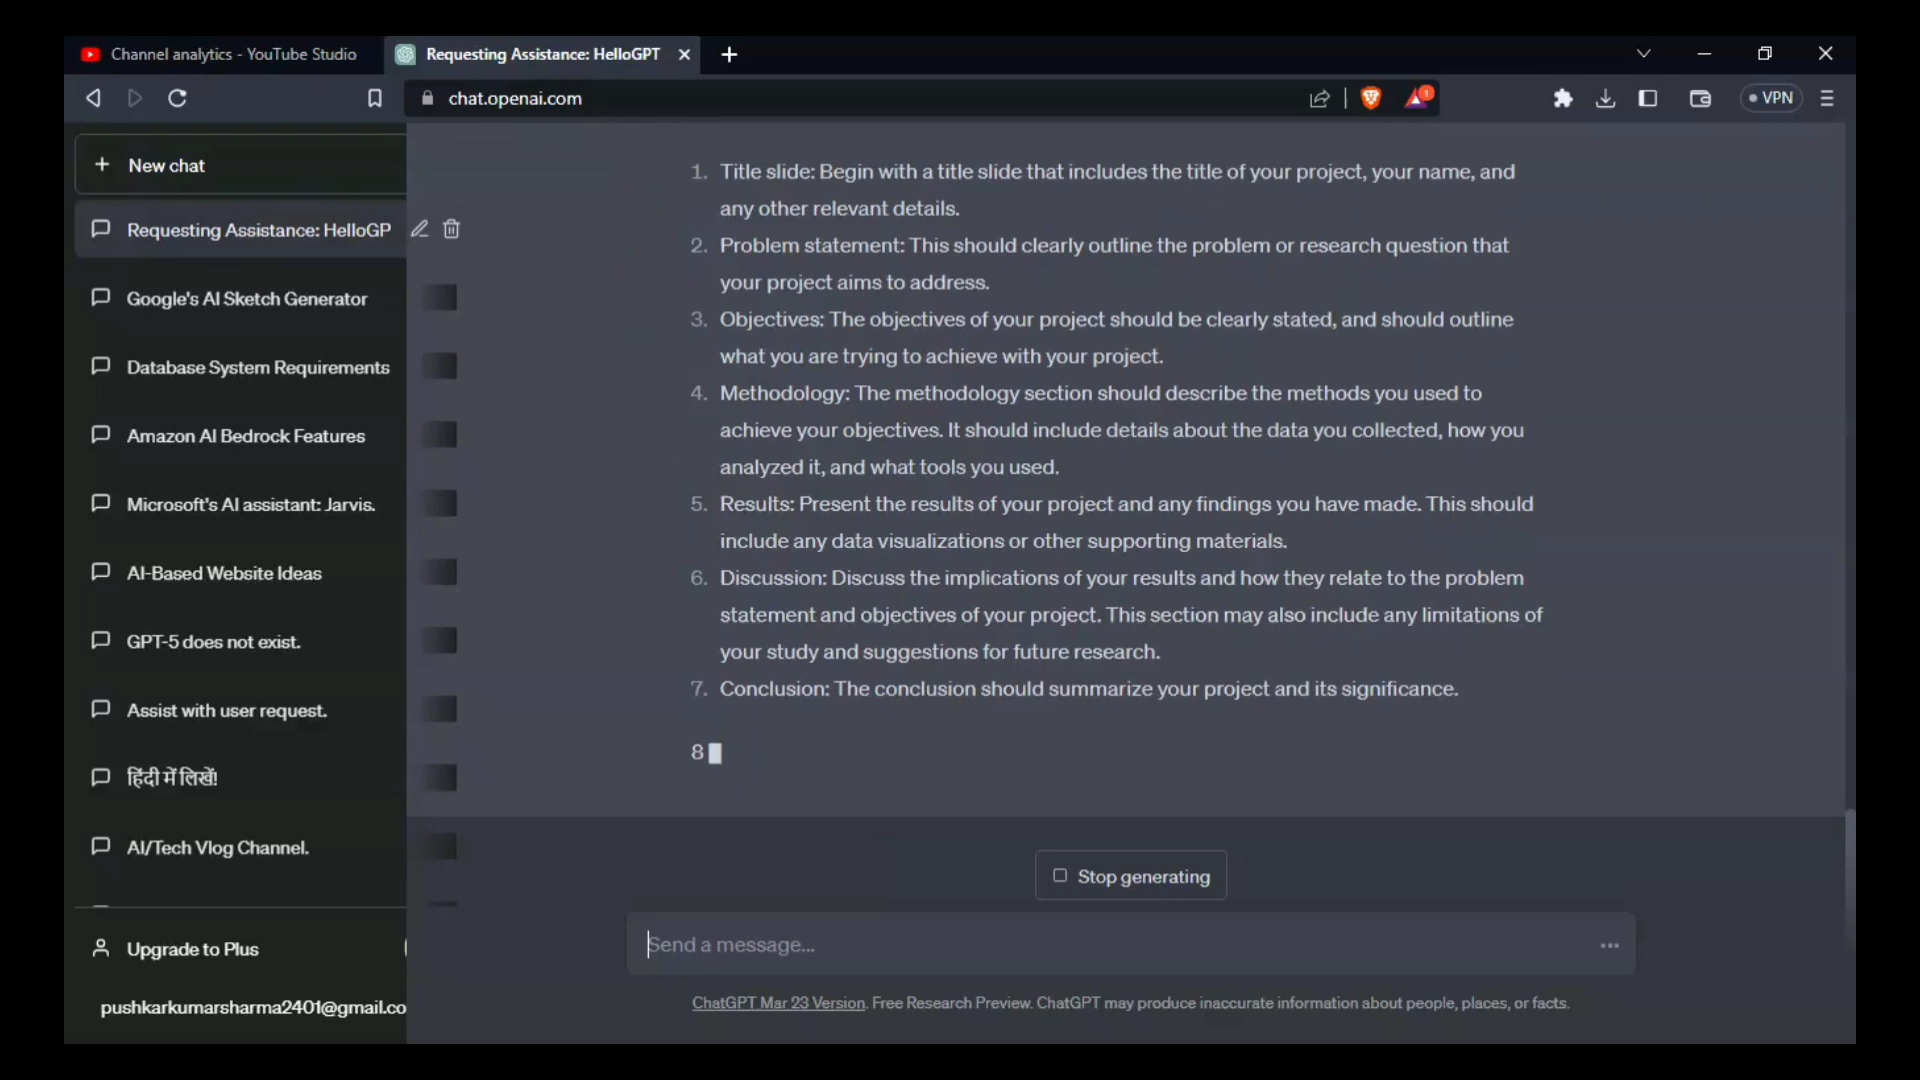 Channel analytics - YouTube Studio
Requesting Assistance: HelloGPT
chat.openai.com
1
VPN
New chat
Requesting Assistance: HelloGP
Google's AI Sketch Generator
Database System Requirements
Amazon AI Bedrock Features
Microsoft's AI assistant: Jarvis.
AI-Based Website Ideas
GPT-5 does not exist.
Assist with user request.
हिंदी में लिखें!
AI/Tech Vlog Channel.
Upgrade to Plus
pushkarkumarsharma2401@gmail.co
1. Title slide: Begin with a title slide that includes the title of your project, your name, and
any other relevant details.
2. Problem statement: This should clearly outline the problem or research question that
your project aims to address.
3. Objectives: The objectives of your project should be clearly stated, and should outline
what you are trying to achieve with your project.
4. Methodology: The methodology section should describe the methods you used to
achieve your objectives. It should include details about the data you collected, how you
analyzed it, and what tools you used.
5. Results: Present the results of your project and any findings you have made. This should
include any data visualizations or other supporting materials.
6. Discussion: Discuss the implications of your results and how they relate to the problem
statement and objectives of your project. This section may also include any limitations of
your study and suggestions for future research.
7. Conclusion: The conclusion should summarize your project and its significance.
8
Stop generating
Send a message...
ChatGPT Mar 23 Version. Free Research Preview. ChatGPT may produce inaccurate information about people, places, or facts.